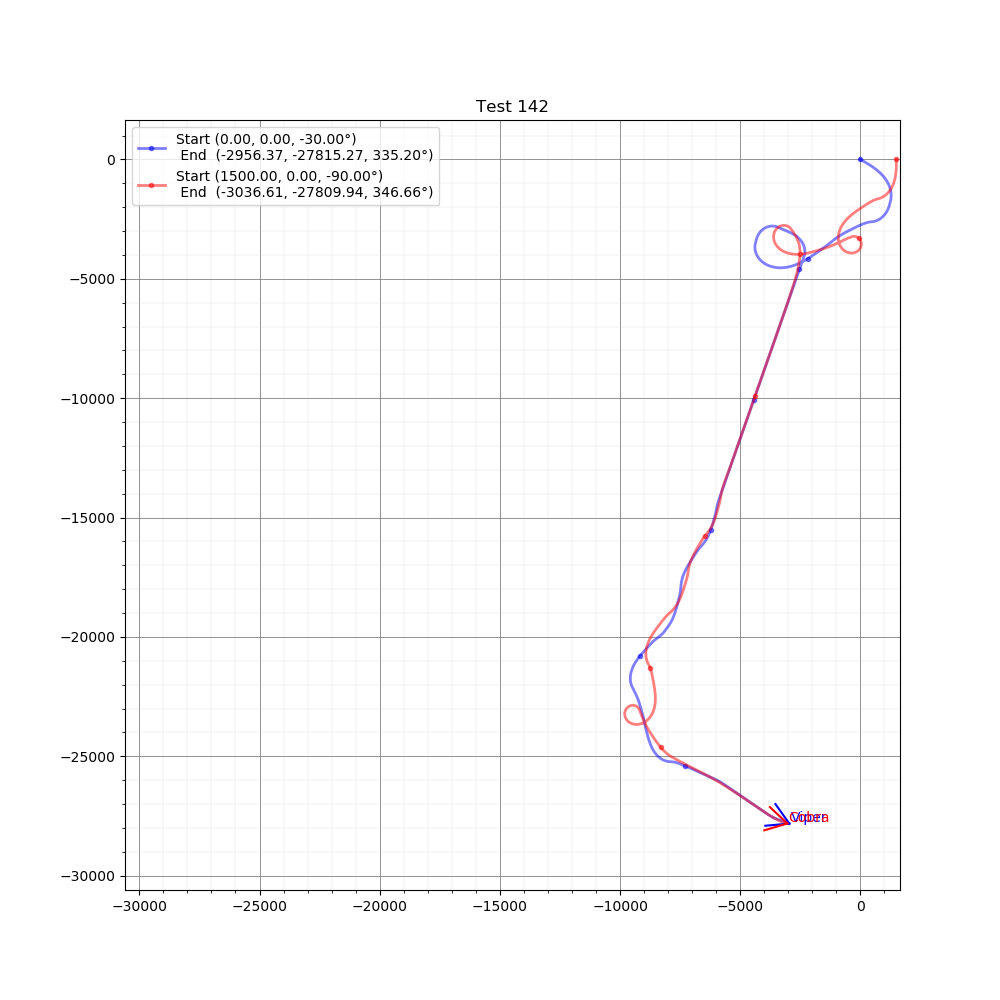 Test 142
Start (0.00, 0.00, -30.00°)
End (-2956.37, -27815.27, 335.20°)
Start (1500.00, 0.00, -90.00°)
End (-3036.61, -27809.94, 346.66°)
0
−5000
−10000
−15000
−20000
−25000
−30000
Viper
Cobra
−30000 −25000 −20000 −15000 −10000 −5000 0